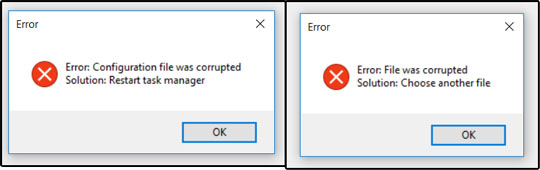 Error
Error: Configuration file was corrupted
Solution: Restart task manager
OK
Error
Error: File was corrupted
Solution: Choose another file
OK